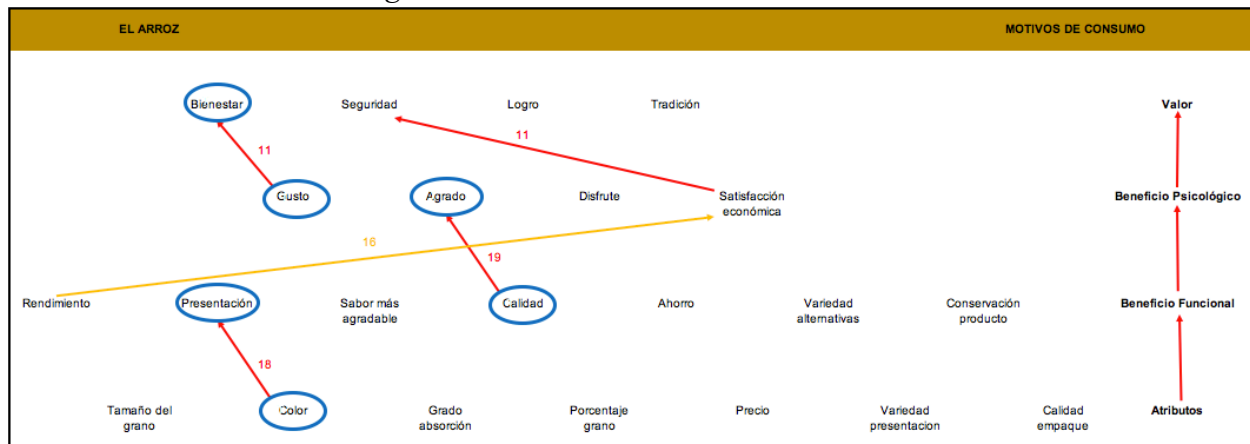 EL ARROZ MOTIVOS DE CONSUMO
Bienestar Seguridad Logro Tradición Valor
11
11
Gusto Agrado Disfrute Satisfacción económica Beneficio Psicológico
16
19
Rendimiento Presentación Sabor más agradable Calidad Ahorro Variedad alternativas Conservación producto Beneficio Funcional
18
Tamaño del grano Color Grado absorción Porcentaje grano Precio Variedad presentacion Calidad empaque Atributos